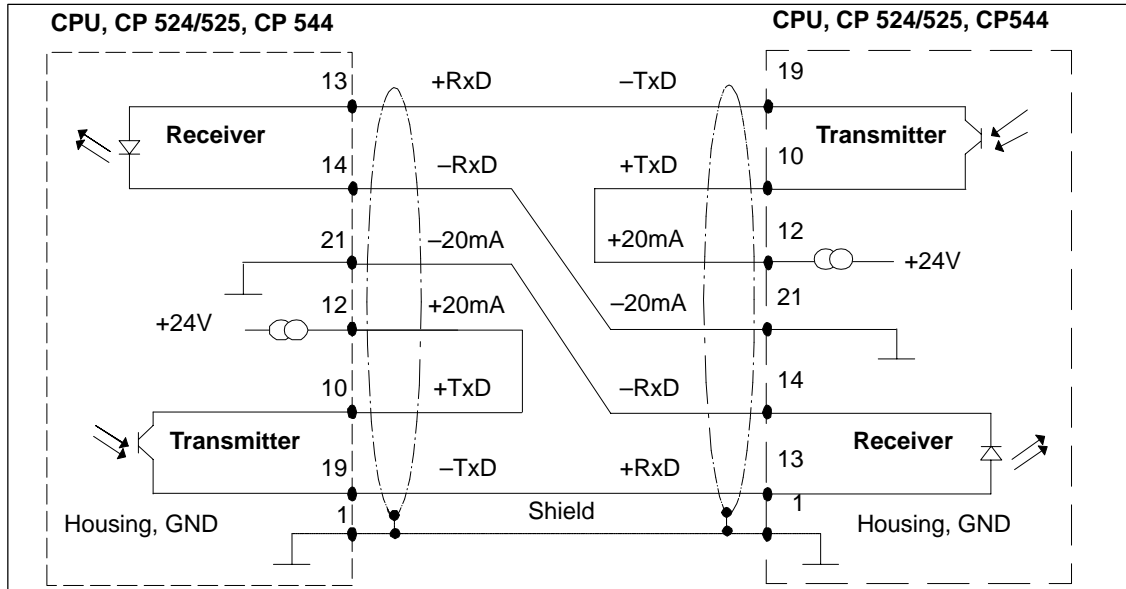 CPU, CP 524/525, CP 544
CPU, CP 524/525, CP544
13 +RxD –TxD 19
Receiver
Transmitter
14 –RxD +TxD 10
21 –20mA +20mA 12
+24V
12 +20mA –20mA 21
+24V
10 +TxD –RxD 14
Transmitter
Receiver
19 –TxD +RxD 13
1 Shield 1
Housing, GND
Housing, GND